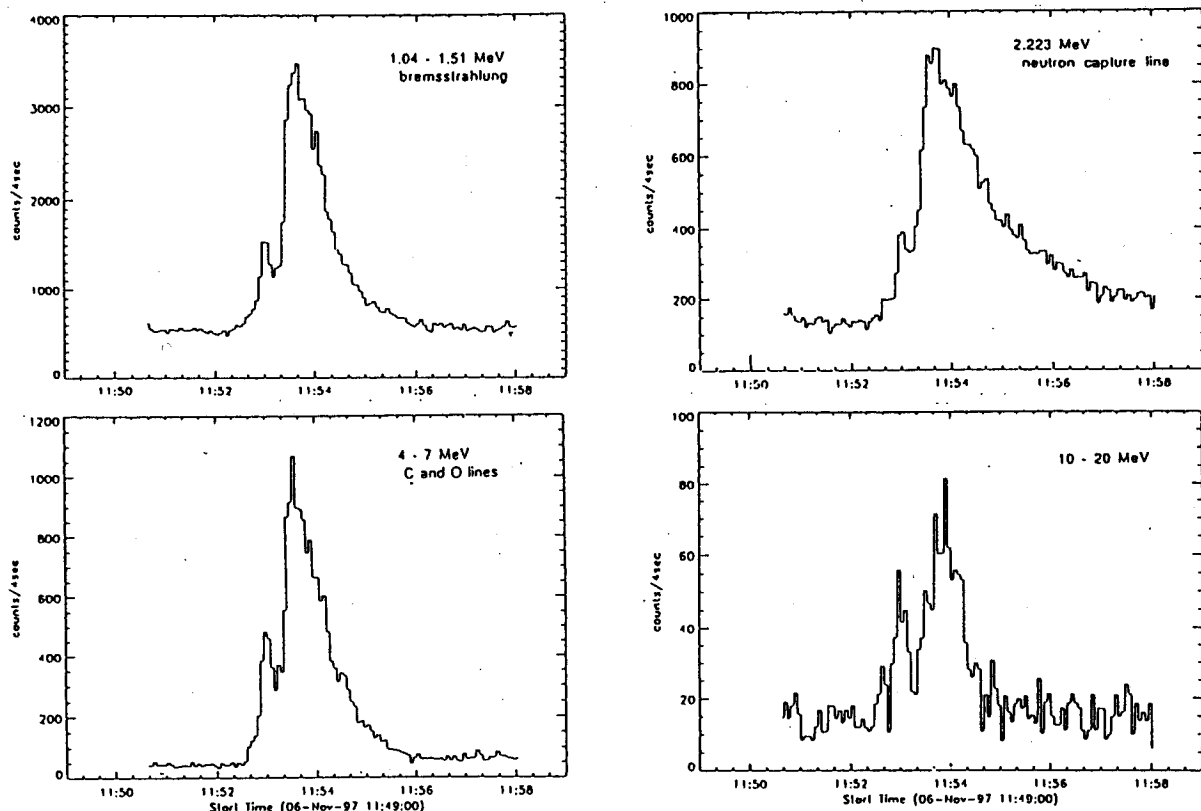 4000
3000
2000
1000
0
counts/4sec
1.04 - 1.51 MeV
bremsstrahlung
11:50 11:52 11:54 11:56 11:58
1000
800
600
400
200
0
counts/4sec
2.223 MeV
neutron capture line
11:50 11:52 11:54 11:56 11:58
1200
1000
800
600
400
200
0
counts/4sec
4 - 7 MeV
C and O lines
11:50 11:52 11:54 11:56 11:58
Start Time (06-Nov-97 11:49:00)
100
80
60
40
20
0
counts/4sec
10 - 20 MeV
11:50 11:52 11:54 11:56 11:58
Start Time (06-Nov-97 11:49:00)